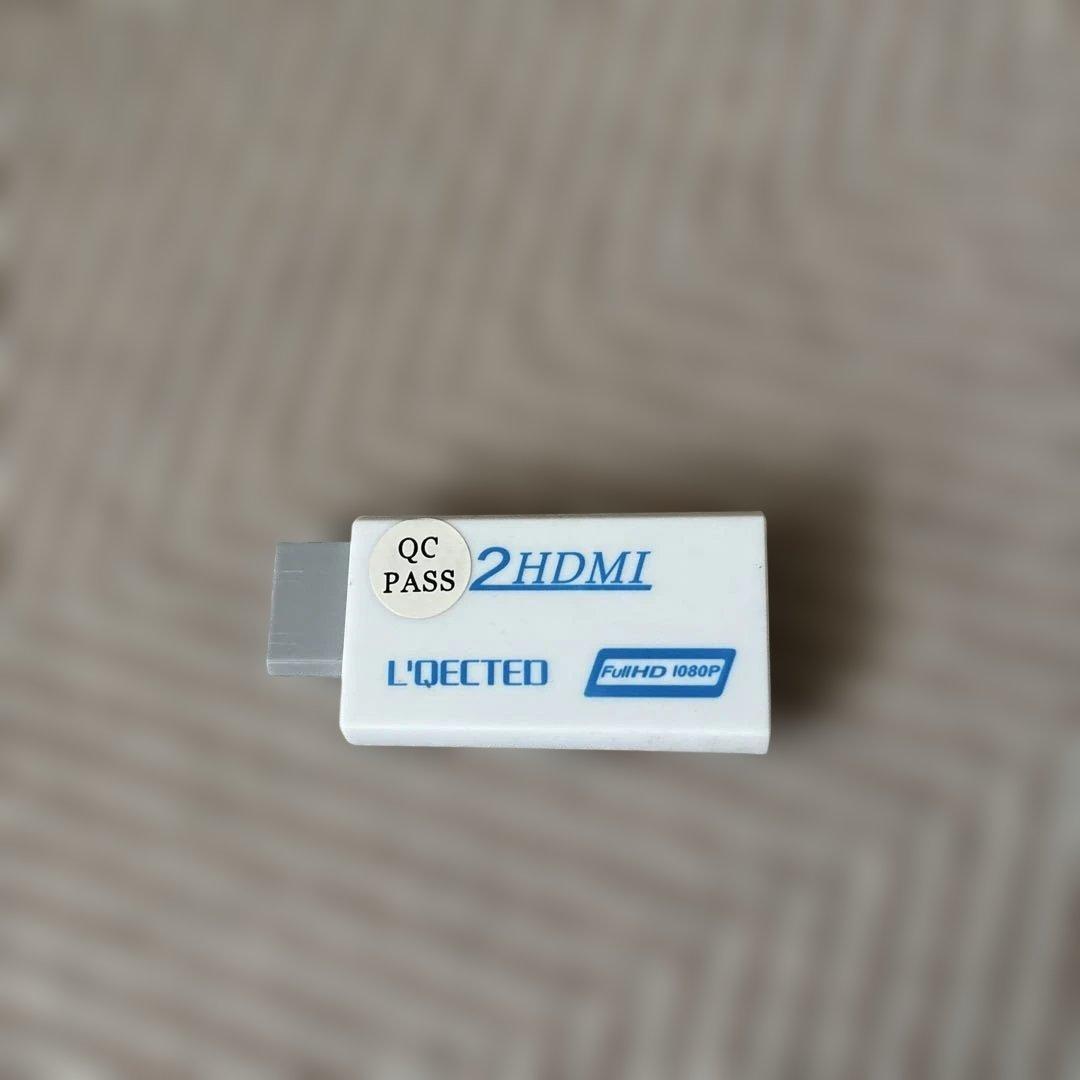 QC
PASS
2HDMI
L'QECTED
FullHD 1080P